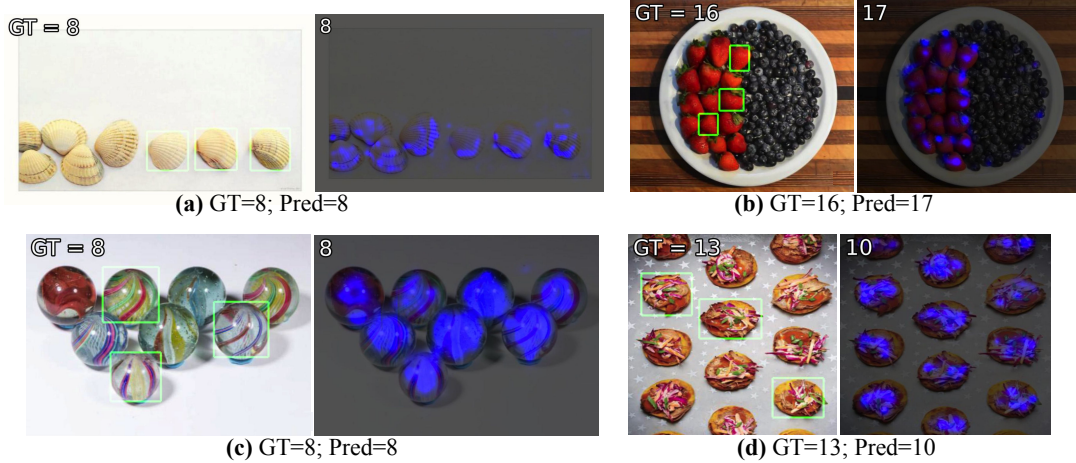 GT = 8
8
GT = 16
17
(a) GT=8; Pred=8
(b) GT=16; Pred=17
GT = 8
8
GT = 13
10
(c) GT=8; Pred=8
(d) GT=13; Pred=10